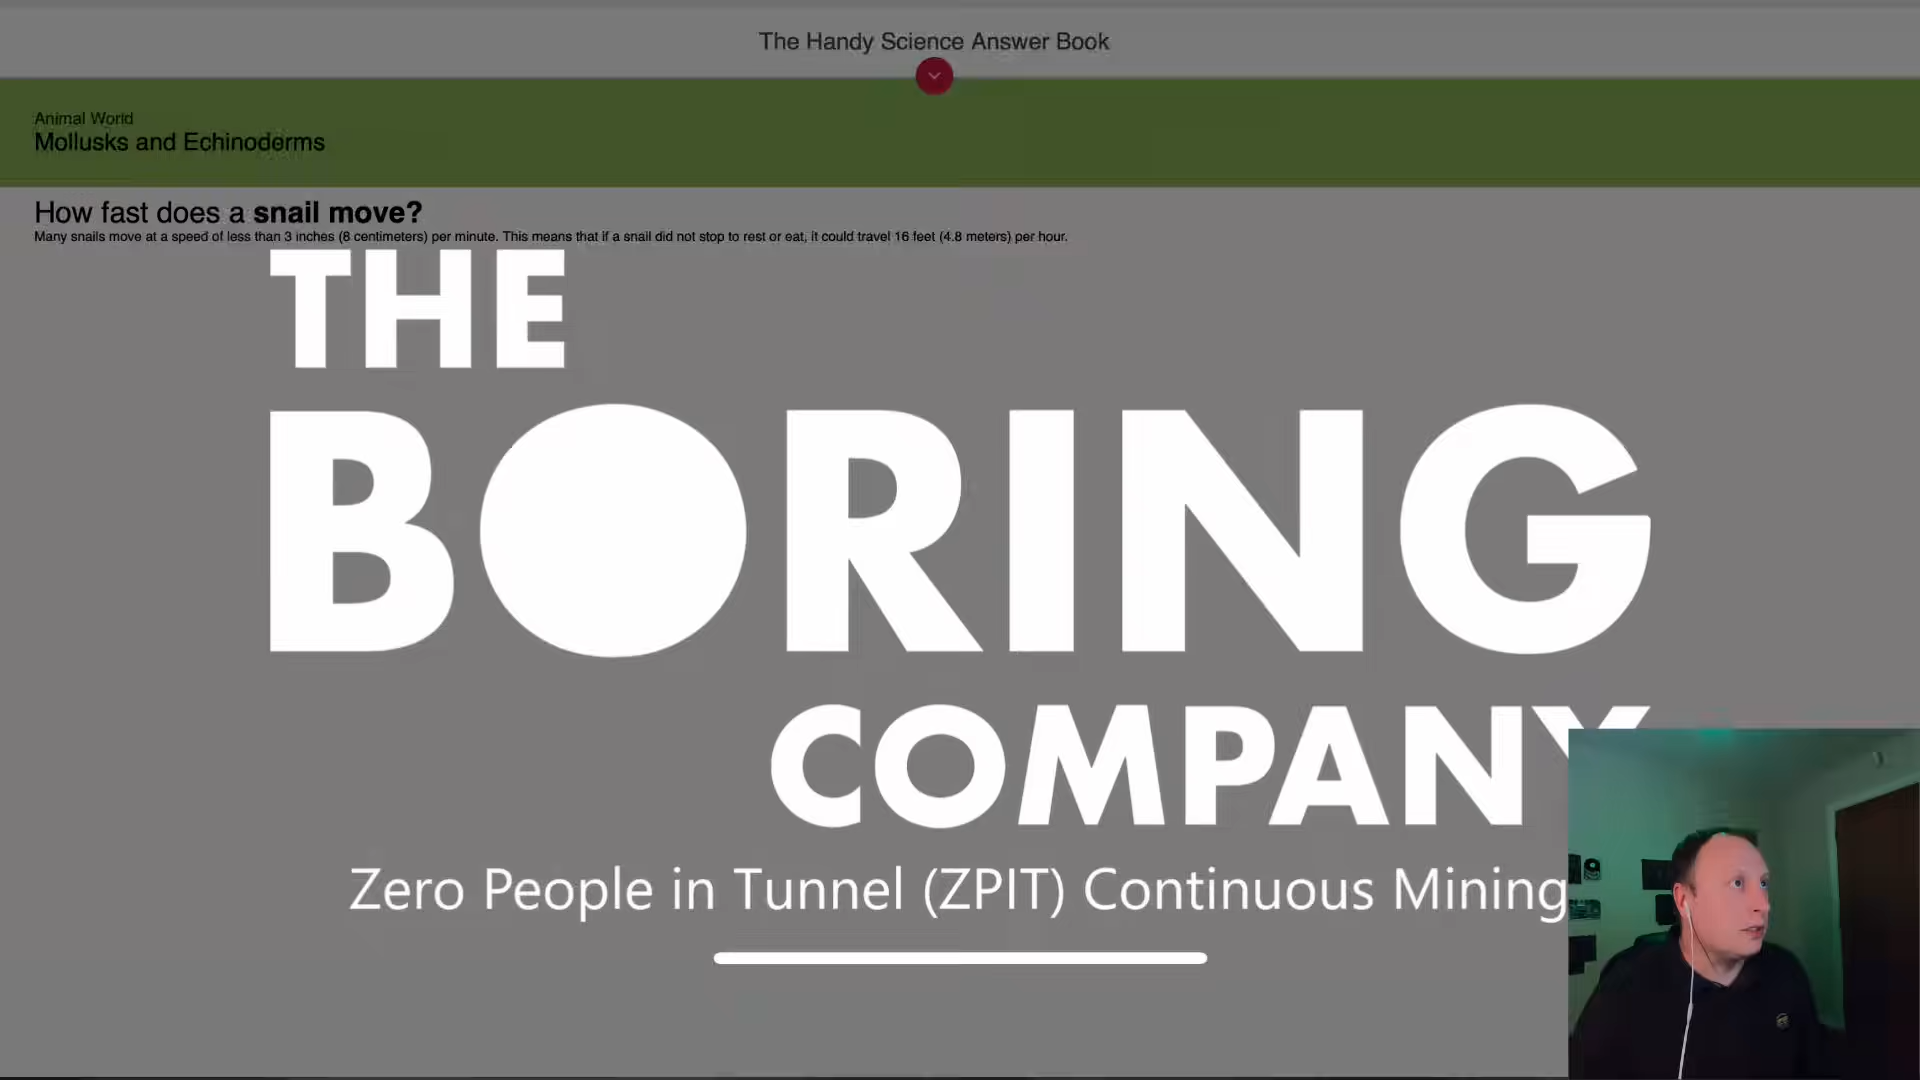 The Handy Science Answer Book
Animal World
Mollusks and Echinoderms
How fast does a snail move?
Many snails move at a speed of less than 3 inches (8 centimeters) per minute. This means that if a snail did not stop to rest or eat, it could travel 16 feet (4.8 meters) per hour.
THE
BORING
COMPANY
Zero People in Tunnel (ZPIT) Continuous Mining